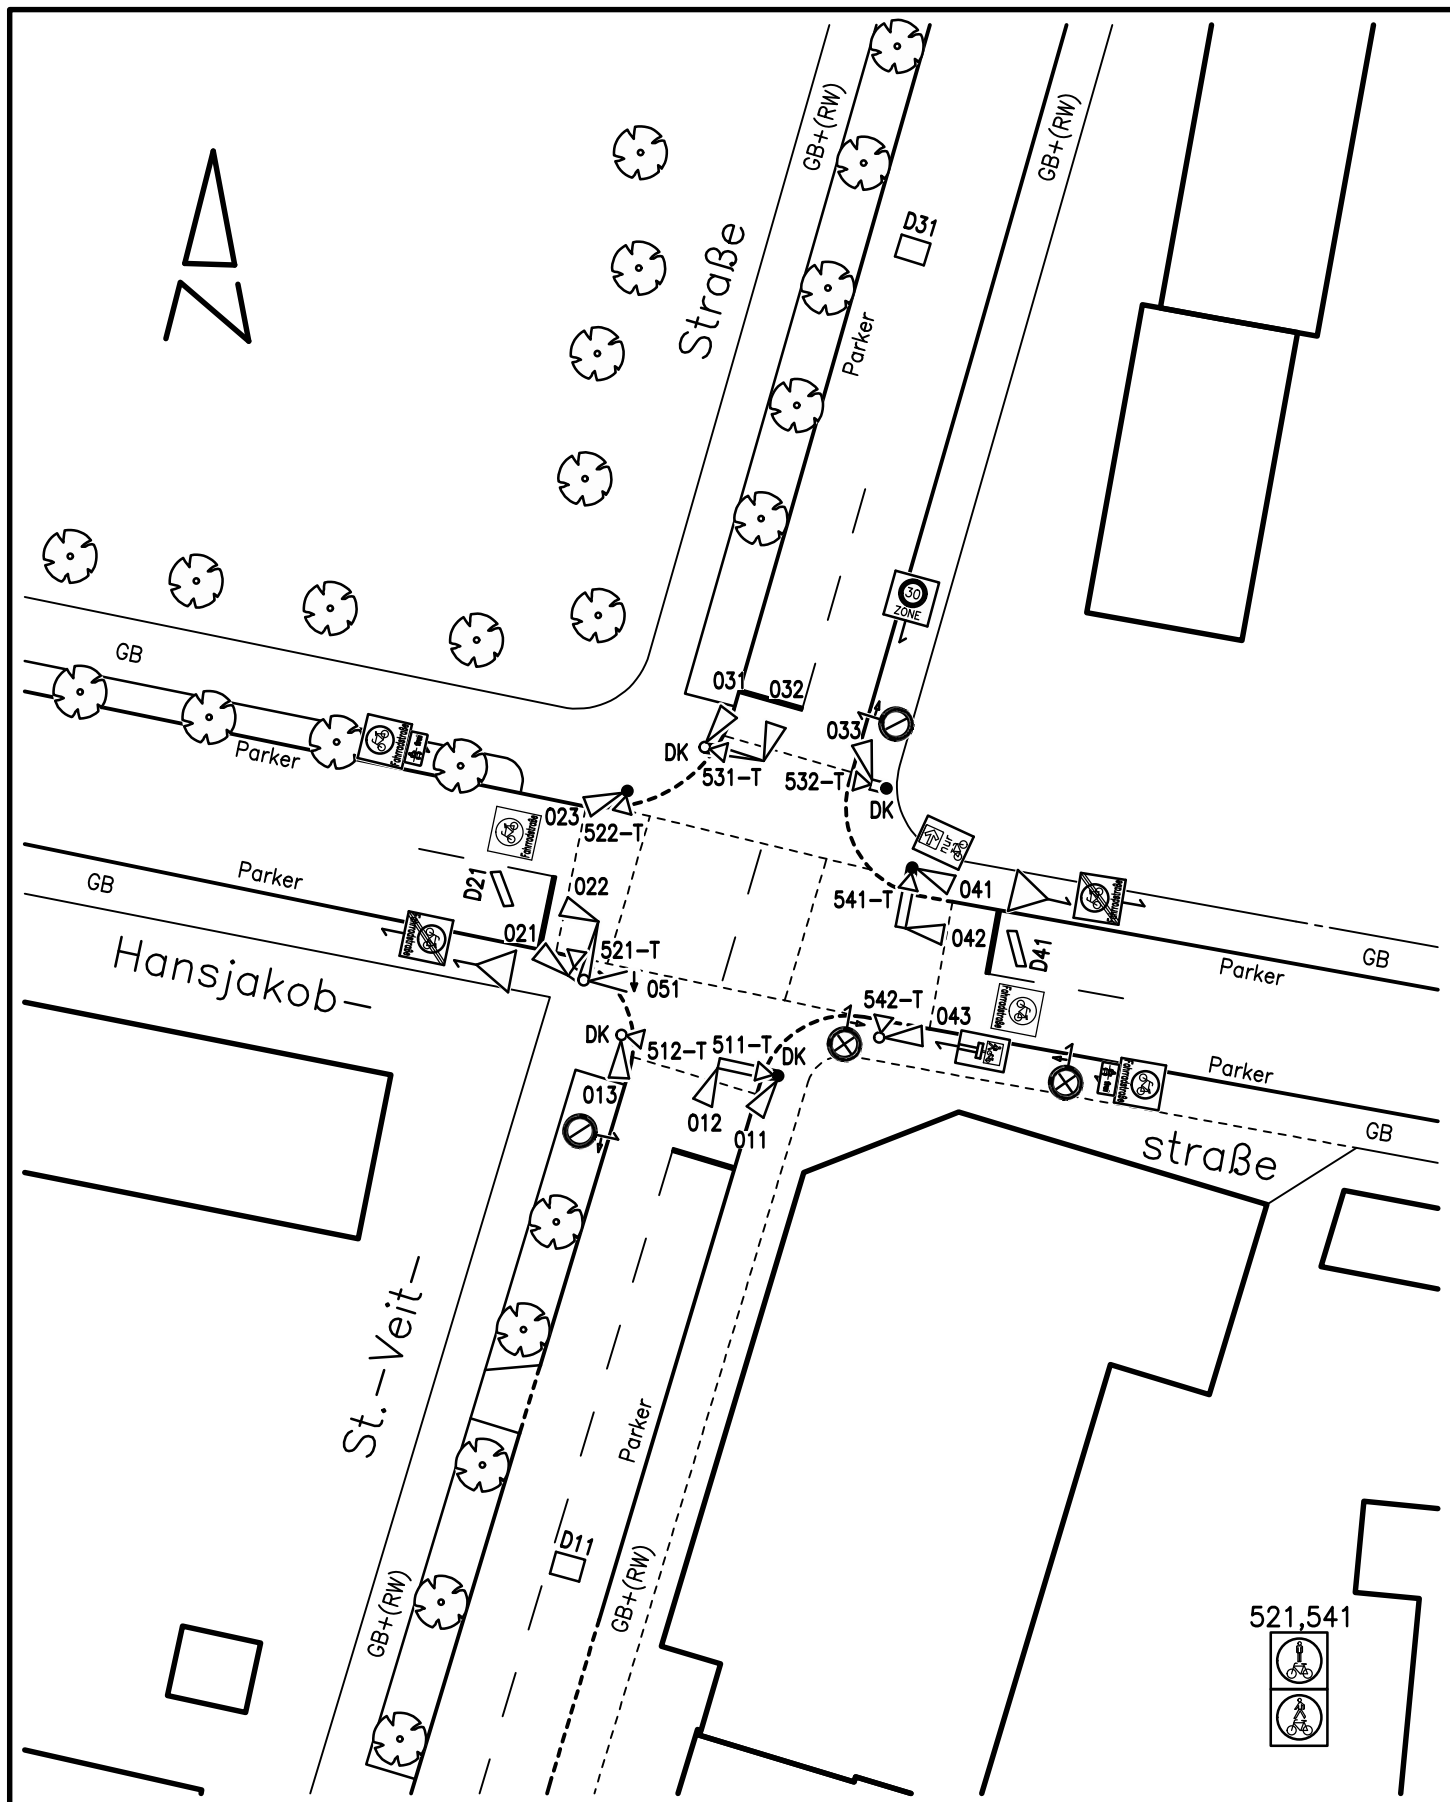 GB+(RW)
GB+(RW)
D31
Straße
Parker
30
ZONE
GB
031
032
033
DK
531-T
532-T
DK
Parker
Fahrradstraße
023
522-T
Fahrradstraße
nur
GB
Parker
D21
022
541-T
041
042
D41
Fahrradstraße
021
521-T
051
Hansjakob-
GB
Parker
Fahrradstraße
542-T
043
DK
512-T
511-T
DK
013
012
011
Parker
Fahrradstraße
GB
straße
St.-Veit-
Parker
D11
GB+(RW)
GB+(RW)
521,541